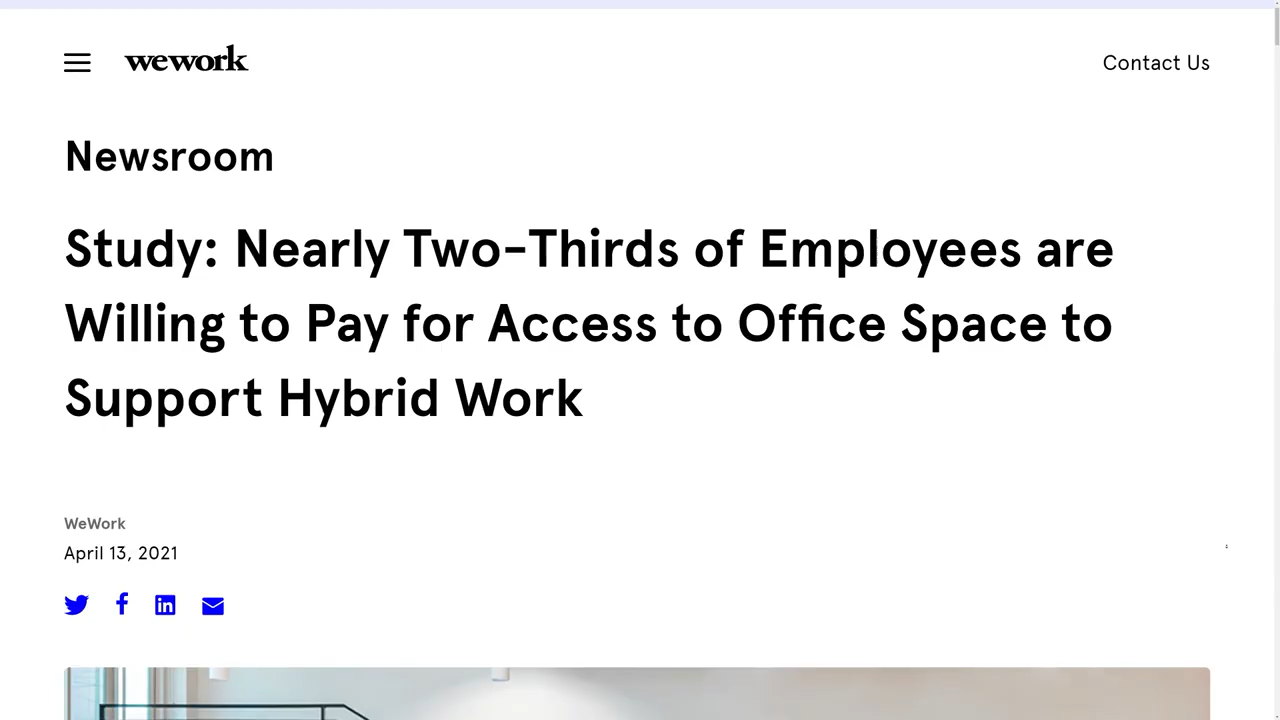 wework
Contact Us
Newsroom
Study: Nearly Two-Thirds of Employees are
Willing to Pay for Access to Office Space to
Support Hybrid Work
WeWork
April 13, 2021